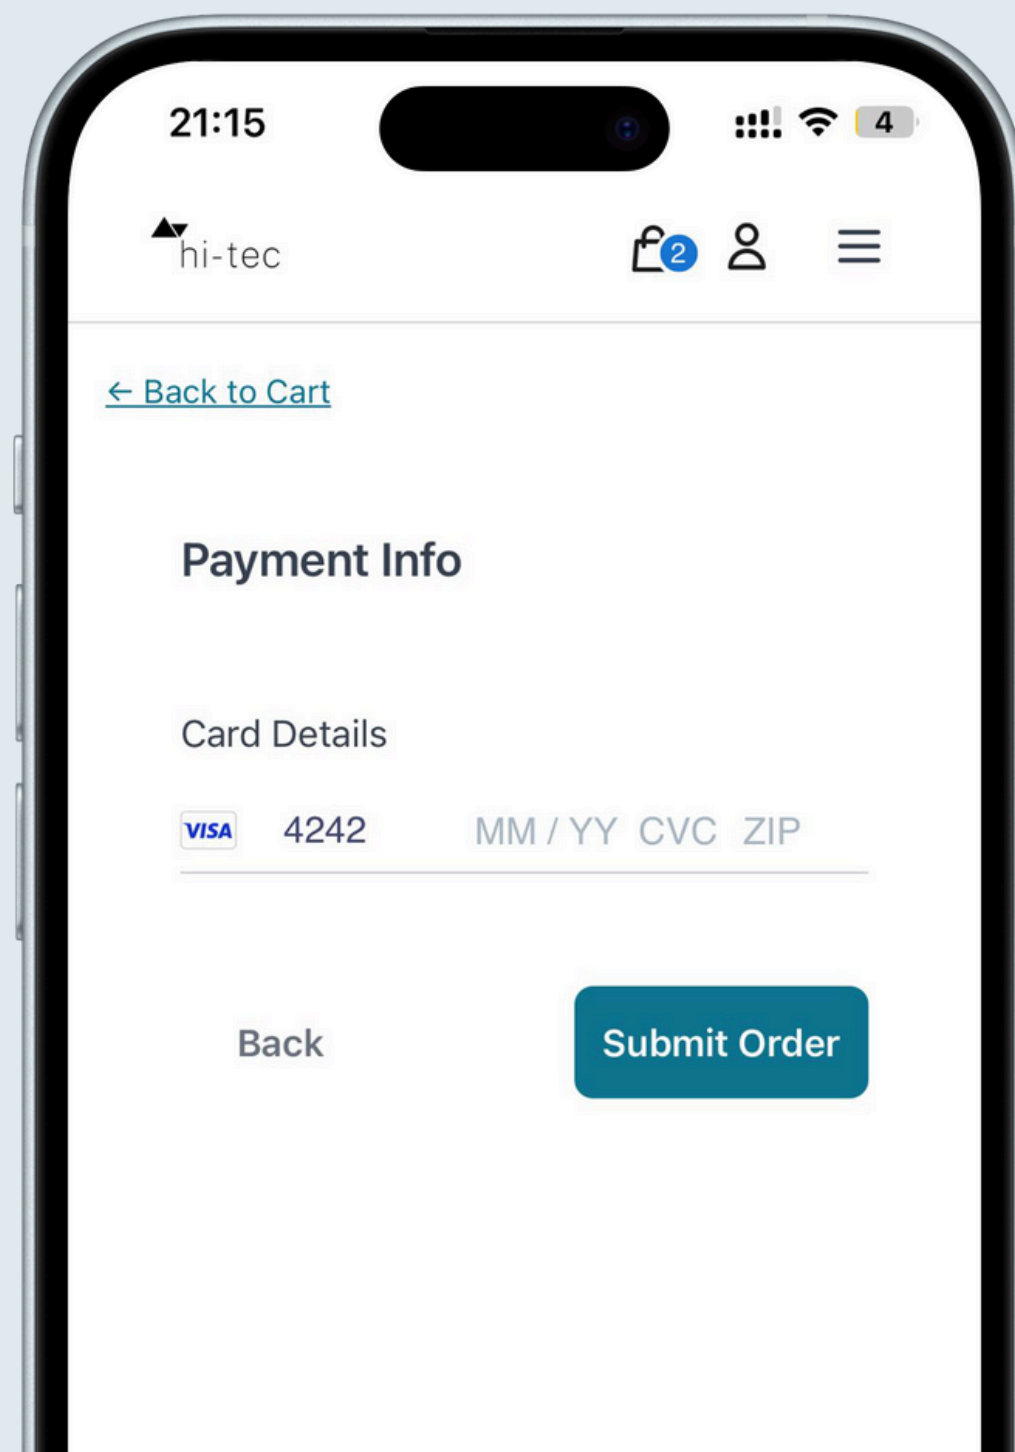 21:15 4
hi-tec 2
← Back to Cart
Payment Info
Card Details
VISA 4242 MM / YY CVC ZIP
Back Submit Order